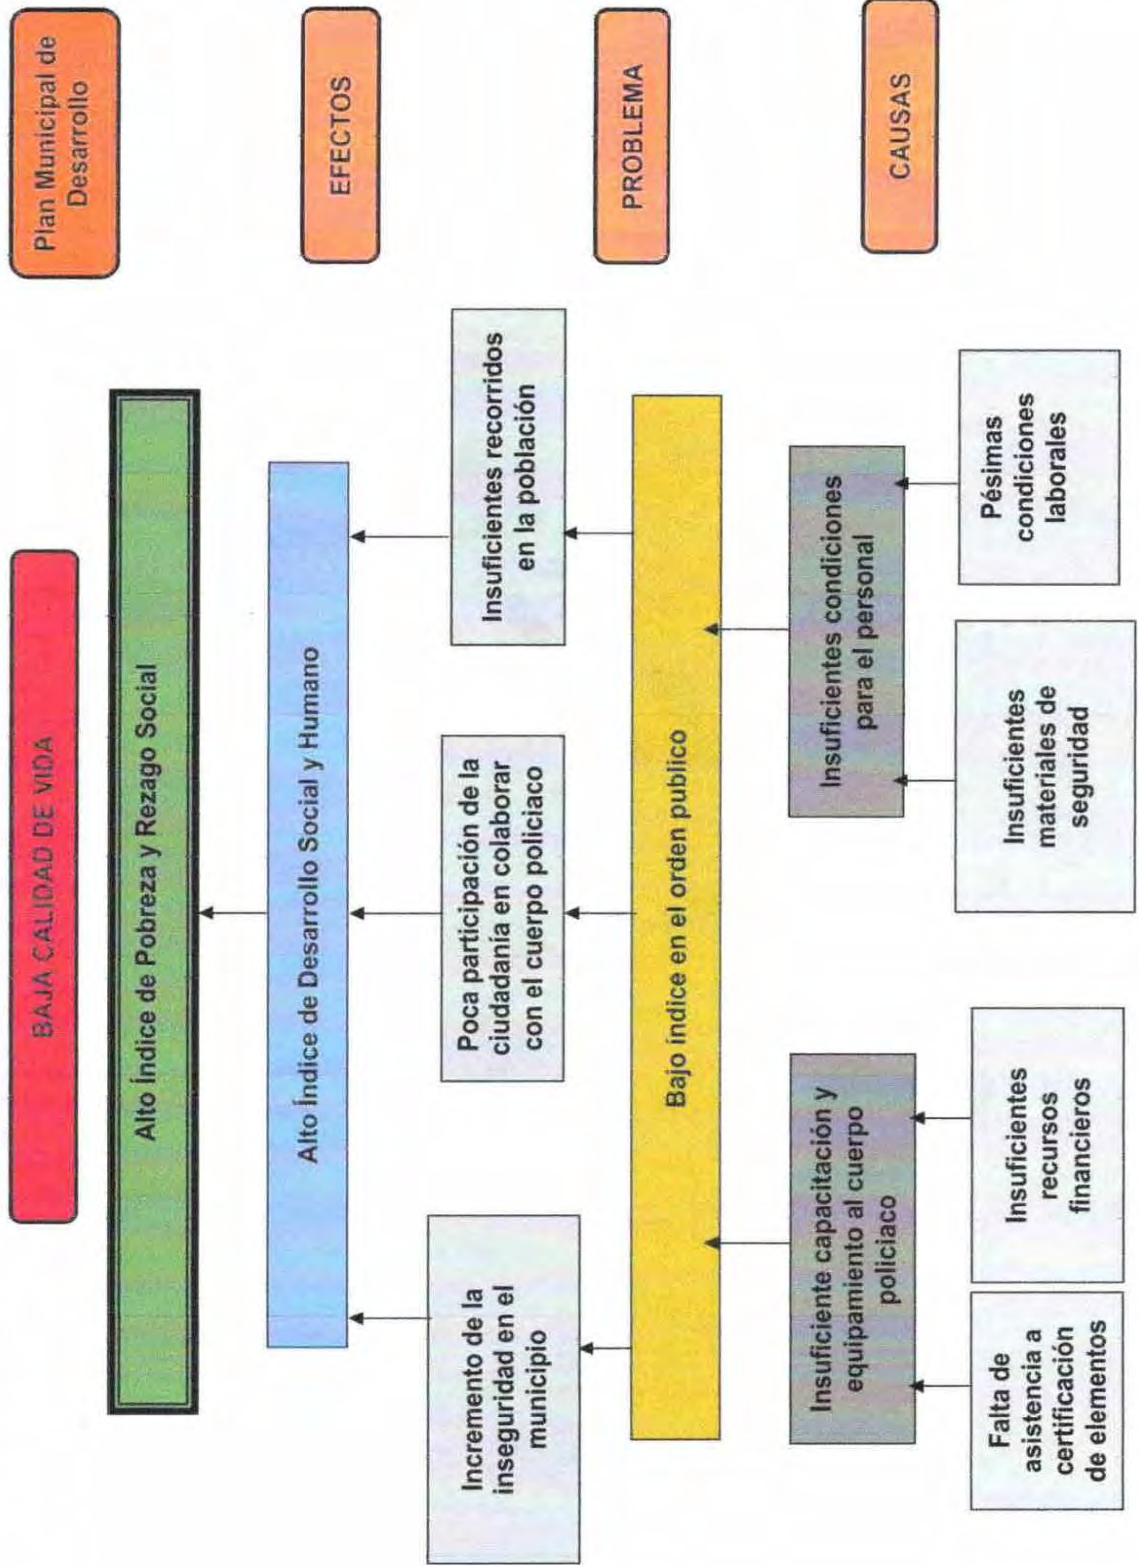 BAJA CALIDAD DE VIDA
Plan Municipal de
Desarrollo
Alto Índice de Pobreza y Rezago Social
Alto Índice de Desarrollo Social y Humano
EFECTOS
Incremento de la
inseguridad en el
municipio
Poca participación de la
ciudadanía en colaborar
con el cuerpo policiaco
Insuficientes recorridos
en la población
Bajo índice en el orden publico
PROBLEMA
Insuficiente capacitación y
equipamiento al cuerpo
policiaco
Insuficientes condiciones
para el personal
CAUSAS
Falta de
asistencia a
certificación
de elementos
Insuficientes
recursos
financieros
Insuficientes
materiales de
seguridad
Pésimas
condiciones
laborales